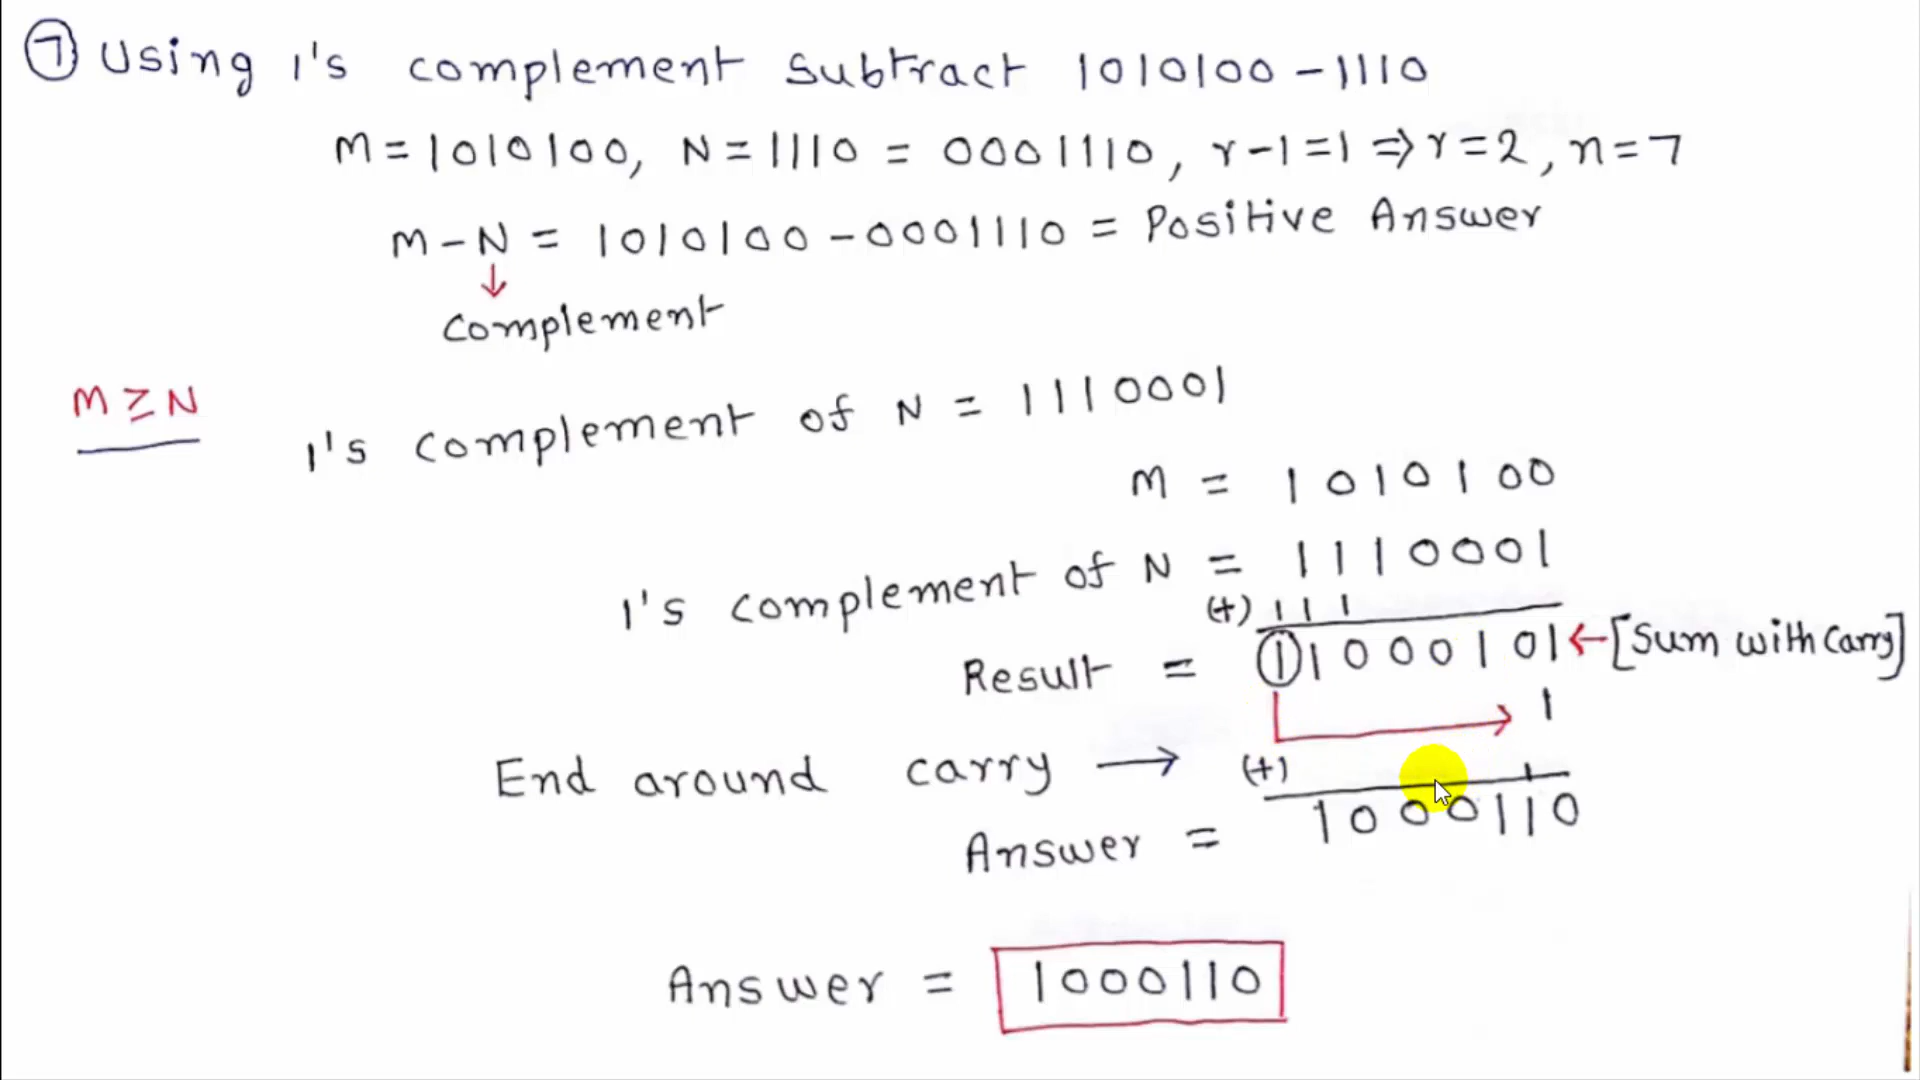 ⑦ Using 1's complement subtract 1010100 - 1110
M = 1010100, N = 1110 = 0001110, r-1=1 ⇒ r=2, n=7
M - N = 1010100 - 0001110 = Positive Answer
↓
Complement
M ≥ N
1's complement of N = 1110001
M = 1010100
1's complement of N = 1110001
(+) 111
Result = ①1000101 ← [Sum with Carry]
1
End around carry → (+) 1
Answer = 1000110
Answer = 1000110